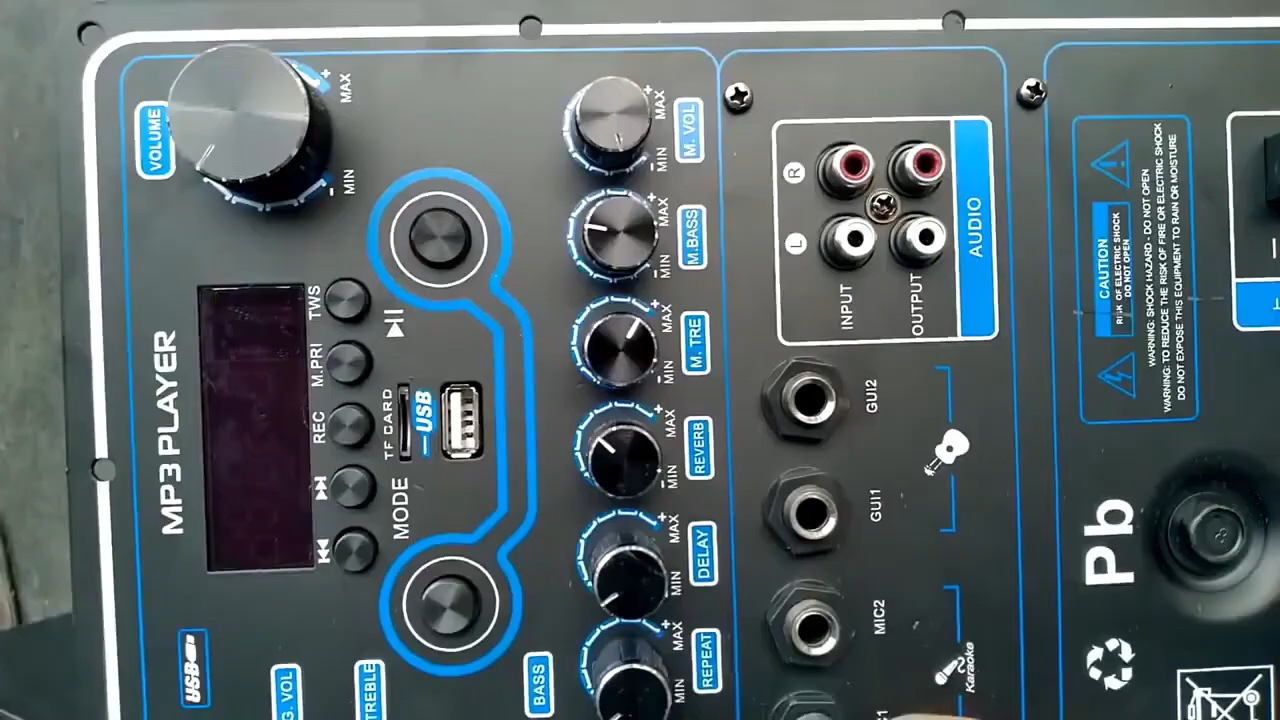 VOLUME
MAX
MIN
MP3 PLAYER
TWS
M.PRI
REC
TF CARD
USB
MODE
USB
G. VOL
TREBLE
BASS
MAX
MIN
M. VOL
MAX
MIN
M.BASS
MAX
MIN
M. TRE
MAX
MIN
REVERB
MAX
MIN
DELAY
MAX
MIN
REPEAT
R
L
INPUT
OUTPUT
AUDIO
GUI2
GUI1
MIC2
Karaoke
CAUTION
RISK OF ELECTRIC SHOCK
DO NOT OPEN
WARNING: SHOCK HAZARD - DO NOT OPEN
WARNING: TO REDUCE THE RISK OF FIRE OR ELECTRIC SHOCK
DO NOT EXPOSE THIS EQUIPMENT TO RAIN OR MOISTURE
Pb